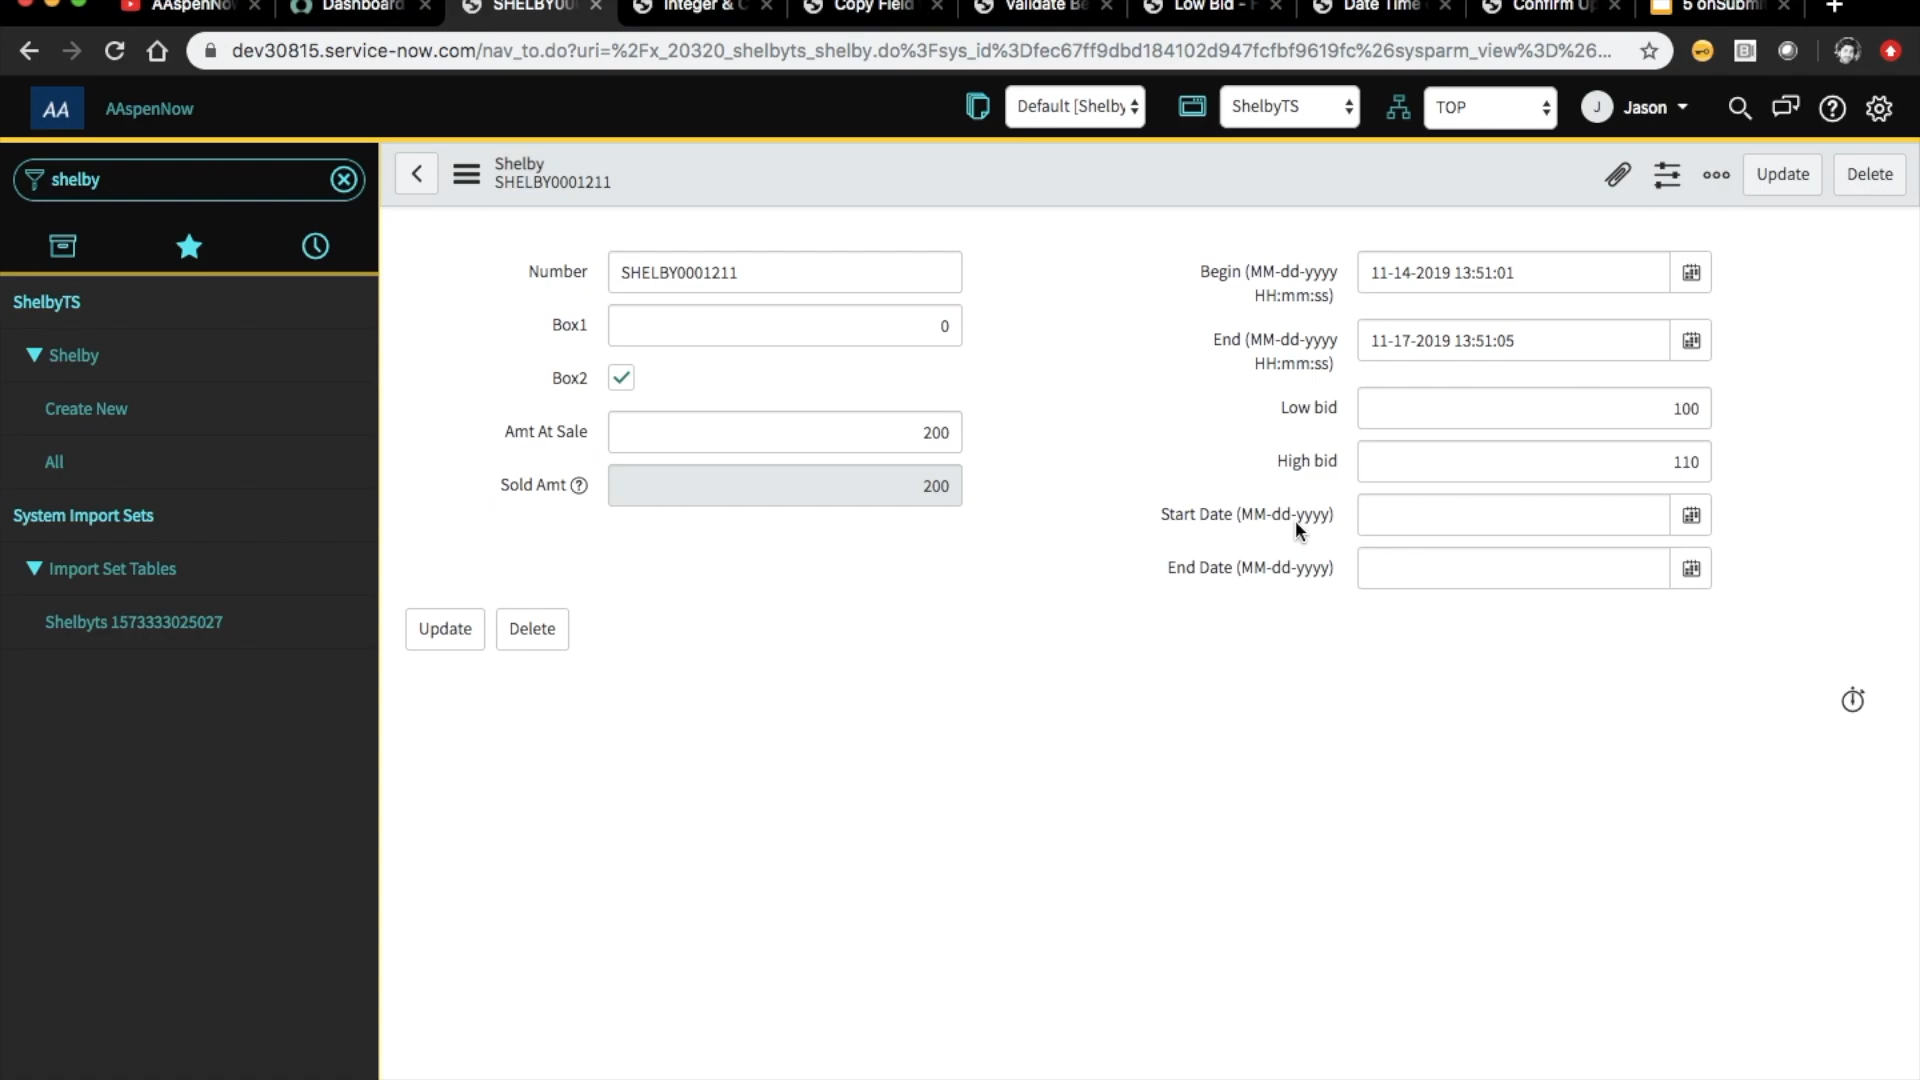 AAspenNo
Dashboard
SHELBY00
Integer & C
Copy Field
Validate Be
Low Bid - F
Date Time
Confirm Up
5 onSubmi
dev30815.service-now.com/nav_to.do?uri=%2Fx_20320_shelbyts_shelby.do%3Fsys_id%3Dfec67ff9dbd184102d947fcfbf9619fc%26sysparm_view%3D%26...
AA
AAspenNow
Default [Shelby
ShelbyTS
TOP
J
Jason
shelby
Shelby
SHELBY0001211
Update
Delete
ShelbyTS
Shelby
Create New
All
System Import Sets
Import Set Tables
Shelbyts 1573333025027
Number
SHELBY0001211
Box1
0
Box2
Amt At Sale
200
Sold Amt
200
Begin (MM-dd-yyyy
HH:mm:ss)
11-14-2019 13:51:01
End (MM-dd-yyyy
HH:mm:ss)
11-17-2019 13:51:05
Low bid
100
High bid
110
Start Date (MM-dd-yyyy)
End Date (MM-dd-yyyy)
Update
Delete